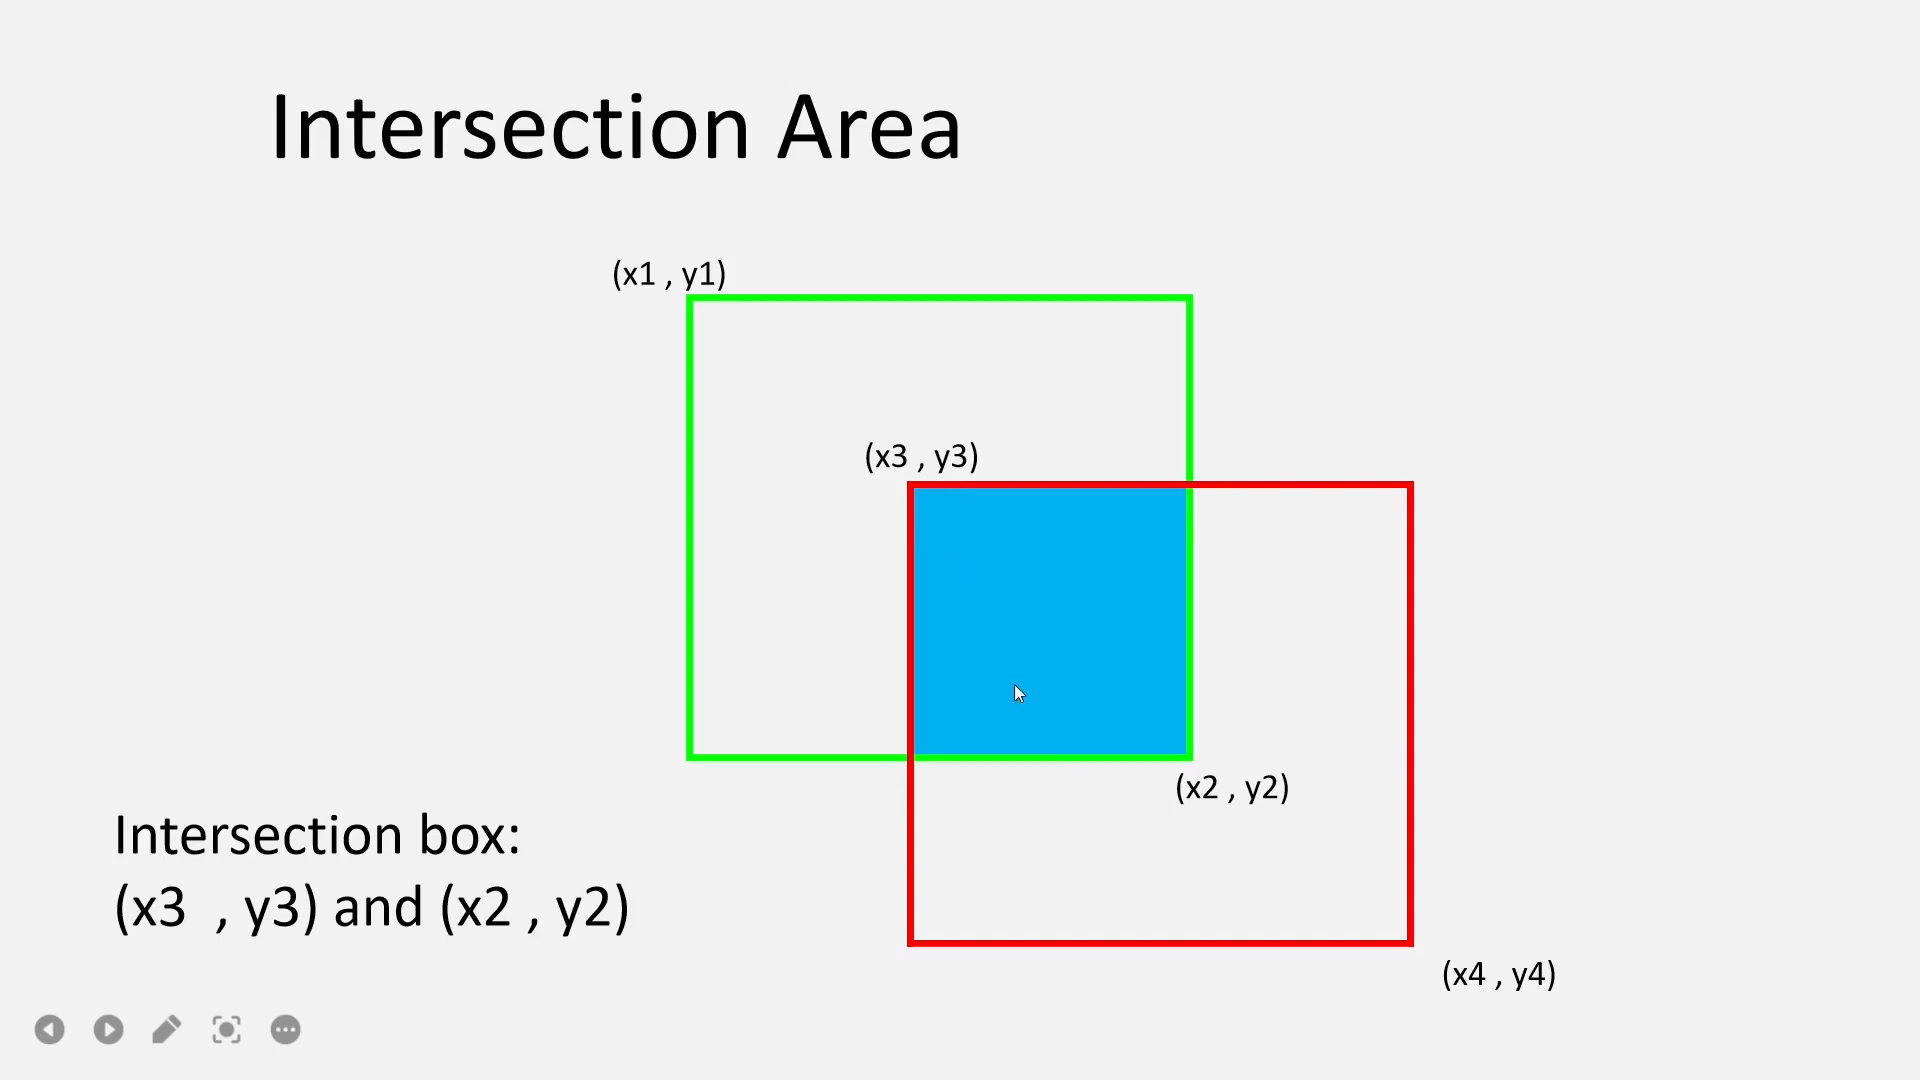 Intersection Area
(x1 , y1)
(x3 , y3)
(x2 , y2)
Intersection box:
(x3  , y3) and (x2 , y2)
(x4 , y4)